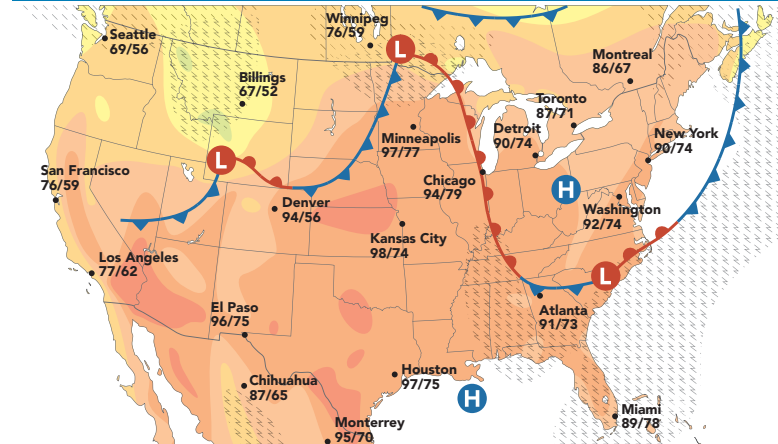 Winnipeg
76/59
Seattle
69/56
L
Montreal
86/67
Billings
67/52
Toronto
87/71
Minneapolis
97/77
Detroit
90/74
New York
90/74
L
San Francisco
76/59
Chicago
94/79
H
Denver
94/56
Washington
92/74
Kansas City
98/74
Los Angeles
77/62
L
El Paso
96/75
Atlanta
91/73
Houston
97/75
Chihuahua
87/65
H
Miami
89/78
Monterrey
95/70